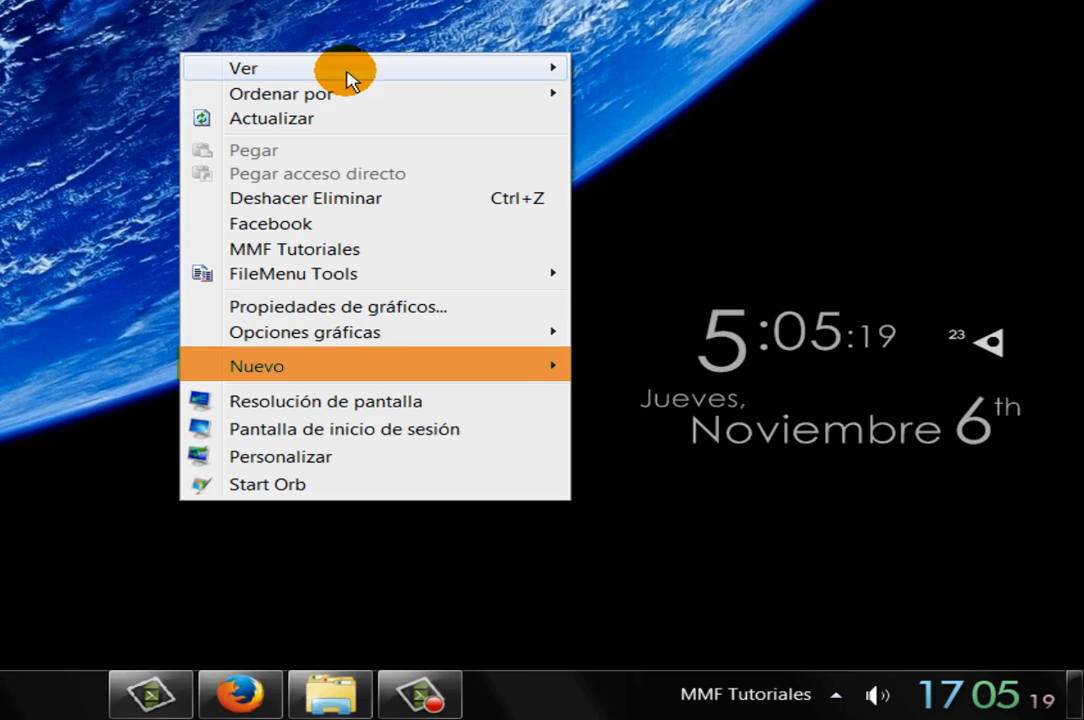 Ver
Ordenar por
Actualizar
Pegar
Pegar acceso directo
Deshacer Eliminar Ctrl+Z
Facebook
MMF Tutoriales
FileMenu Tools
Propiedades de gráficos...
Opciones gráficas
Nuevo
Resolución de pantalla
Pantalla de inicio de sesión
Personalizar
Start Orb
5:05:19 23
Jueves,
Noviembre 6th
MMF Tutoriales 17 05 19